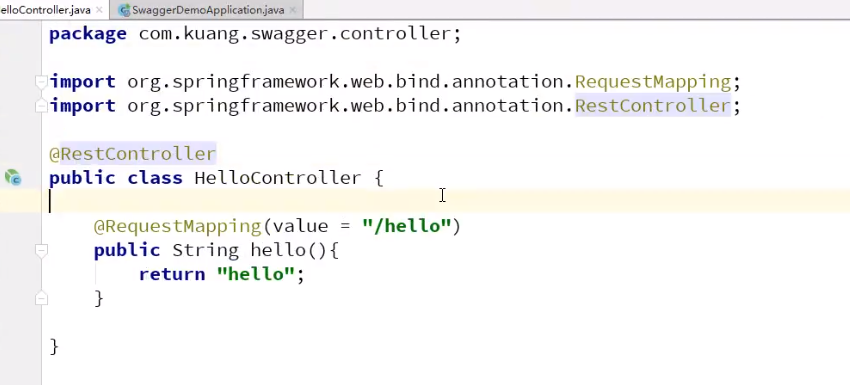 elloController.java × SwaggerDemoApplication.java ×
package com.kuang.swagger.controller;
import org.springframework.web.bind.annotation.RequestMapping;
import org.springframework.web.bind.annotation.RestController;
@RestController
public class HelloController {
@RequestMapping(value = "/hello")
public String hello(){
return "hello";
}
}